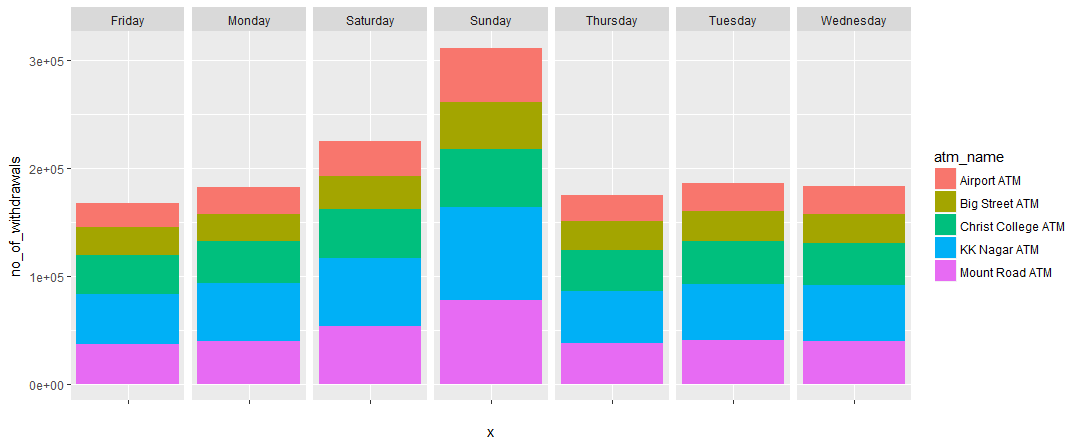 Friday Monday Saturday Sunday Thursday Tuesday Wednesday
3e+05
2e+05
1e+05
0e+00
no_of_withdrawals
x
atm_name
Airport ATM
Big Street ATM
Christ College ATM
KK Nagar ATM
Mount Road ATM